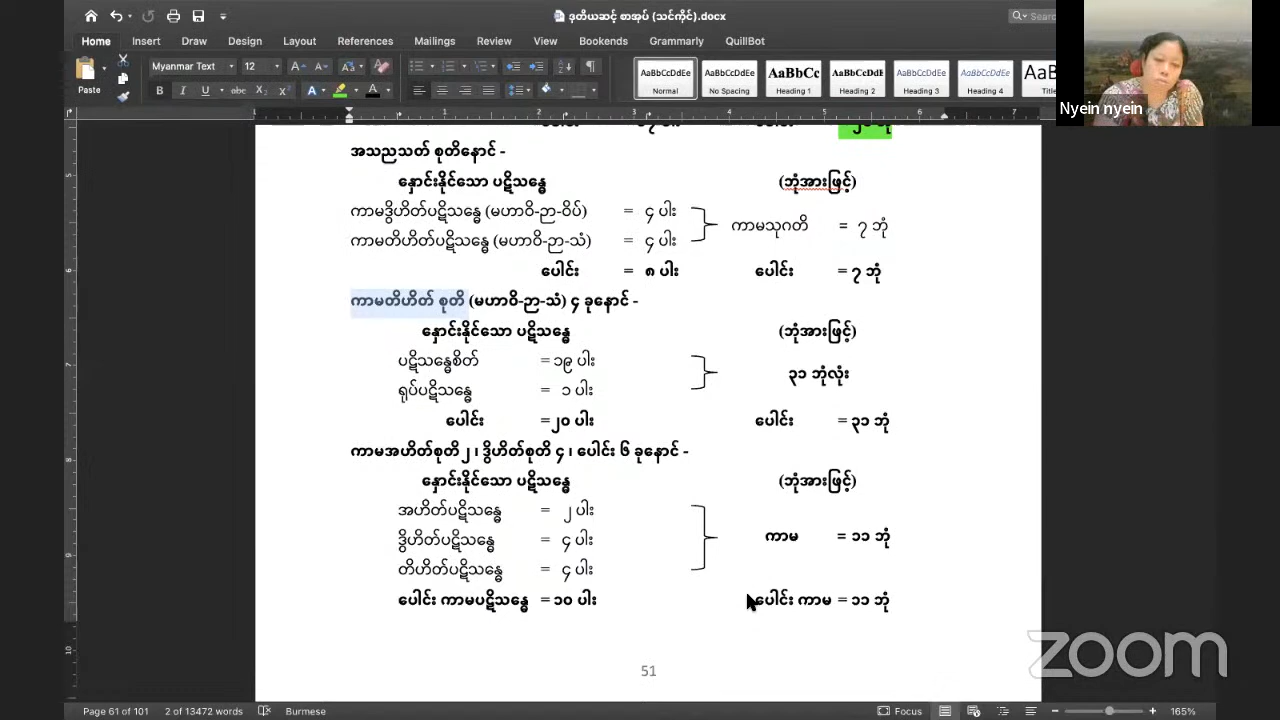 ဒုတိယဆင့် စာအုပ် (သင်ကိုင်).docx
Home Insert Draw Design Layout References Mailings Review View Bookends Grammarly QuillBot
Paste
Myanmar Text 12
AaBbCcDdEe AaBbCcDdEe AaBbCc AaBbCcDdE AaBbCcDdEe AaBbCcDdEe
Normal No Spacing Heading 1 Heading 2 Heading 3 Heading 4 Title
Nyein nyein
အသညသတ် စုတိနောင် -
နှောင်းနိုင်သော ပဋိသန္ဓေ (ဘုံအားဖြင့်)
ကာမဒွိဟိတ်ပဋိသန္ဓေ (မဟာဝိ-ဉာ-ဝိပ်) = ၄ ပါး
ကာမသုဂတိ = ၇ ဘုံ
ကာမတိဟိတ်ပဋိသန္ဓေ (မဟာဝိ-ဉာ-သံ) = ၄ ပါး
ပေါင်း = ၈ ပါး ပေါင်း = ၇ ဘုံ
ကာမတိဟိတ် စုတိ (မဟာဝိ-ဉာ-သံ) ၄ ခုနောင် -
နှောင်းနိုင်သော ပဋိသန္ဓေ (ဘုံအားဖြင့်)
ပဋိသန္ဓေစိတ် = ၁၉ ပါး
၃၁ ဘုံလုံး
ရုပ်ပဋိသန္ဓေ = ၁ ပါး
ပေါင်း = ၂၀ ပါး ပေါင်း = ၃၁ ဘုံ
ကာမအဟိတ်စုတိ ၂ ၊ ဒွိဟိတ်စုတိ ၄ ၊ ပေါင်း ၆ ခုနောင် -
နှောင်းနိုင်သော ပဋိသန္ဓေ (ဘုံအားဖြင့်)
အဟိတ်ပဋိသန္ဓေ = ၂ ပါး
ဒွိဟိတ်ပဋိသန္ဓေ = ၄ ပါး ကာမ = ၁၁ ဘုံ
တိဟိတ်ပဋိသန္ဓေ = ၄ ပါး
ပေါင်း ကာမပဋိသန္ဓေ = ၁၀ ပါး ပေါင်း ကာမ = ၁၁ ဘုံ
51
zoom
Page 61 of 101 2 of 13472 words Burmese Focus 165%